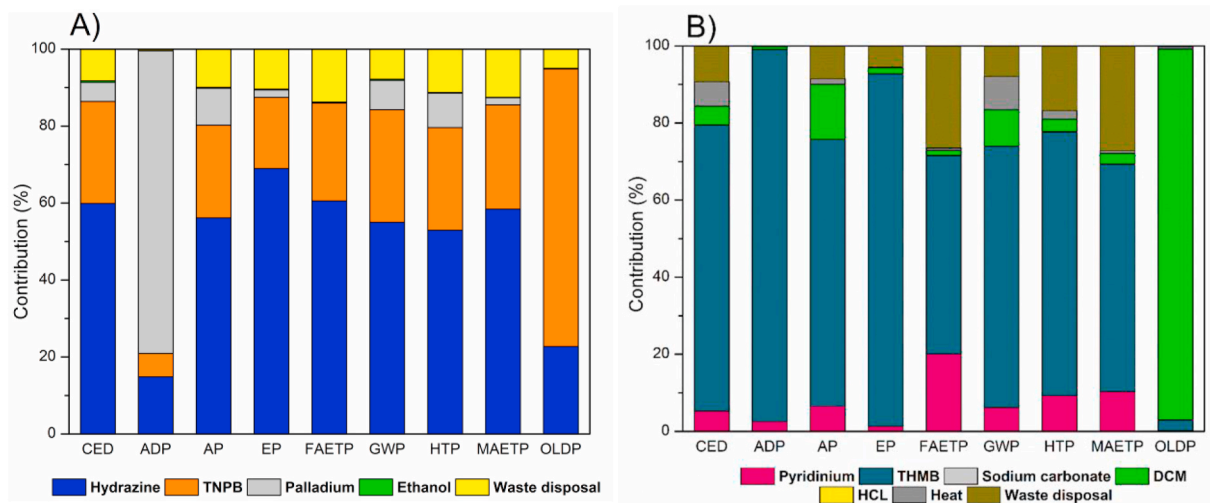 A)
100
80
60
40
20
0
Contribution (%)
CED ADP AP EP FAETP GWP HTP MAETP OLDP
Hydrazine TNPB Palladium Ethanol Waste disposal
B)
100
80
60
40
20
0
Contribution (%)
CED ADP AP EP FAETP GWP HTP MAETP OLDP
Pyridinium THMB Sodium carbonate DCM
HCL Heat Waste disposal